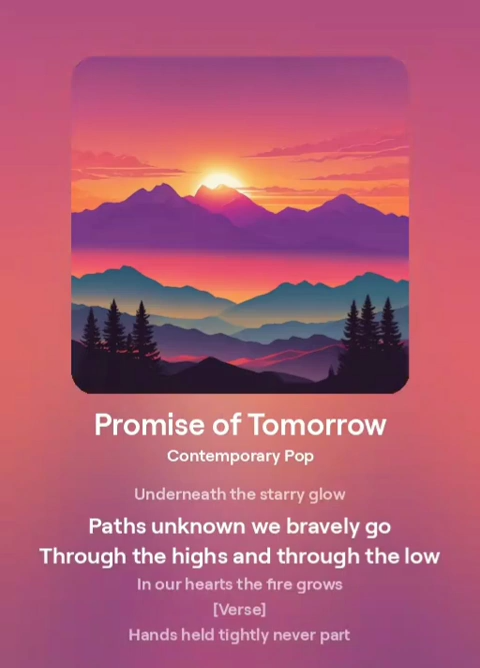 Promise of Tomorrow
Contemporary Pop
Underneath the starry glow
Paths unknown we bravely go
Through the highs and through the low
In our hearts the fire grows
[Verse]
Hands held tightly never part